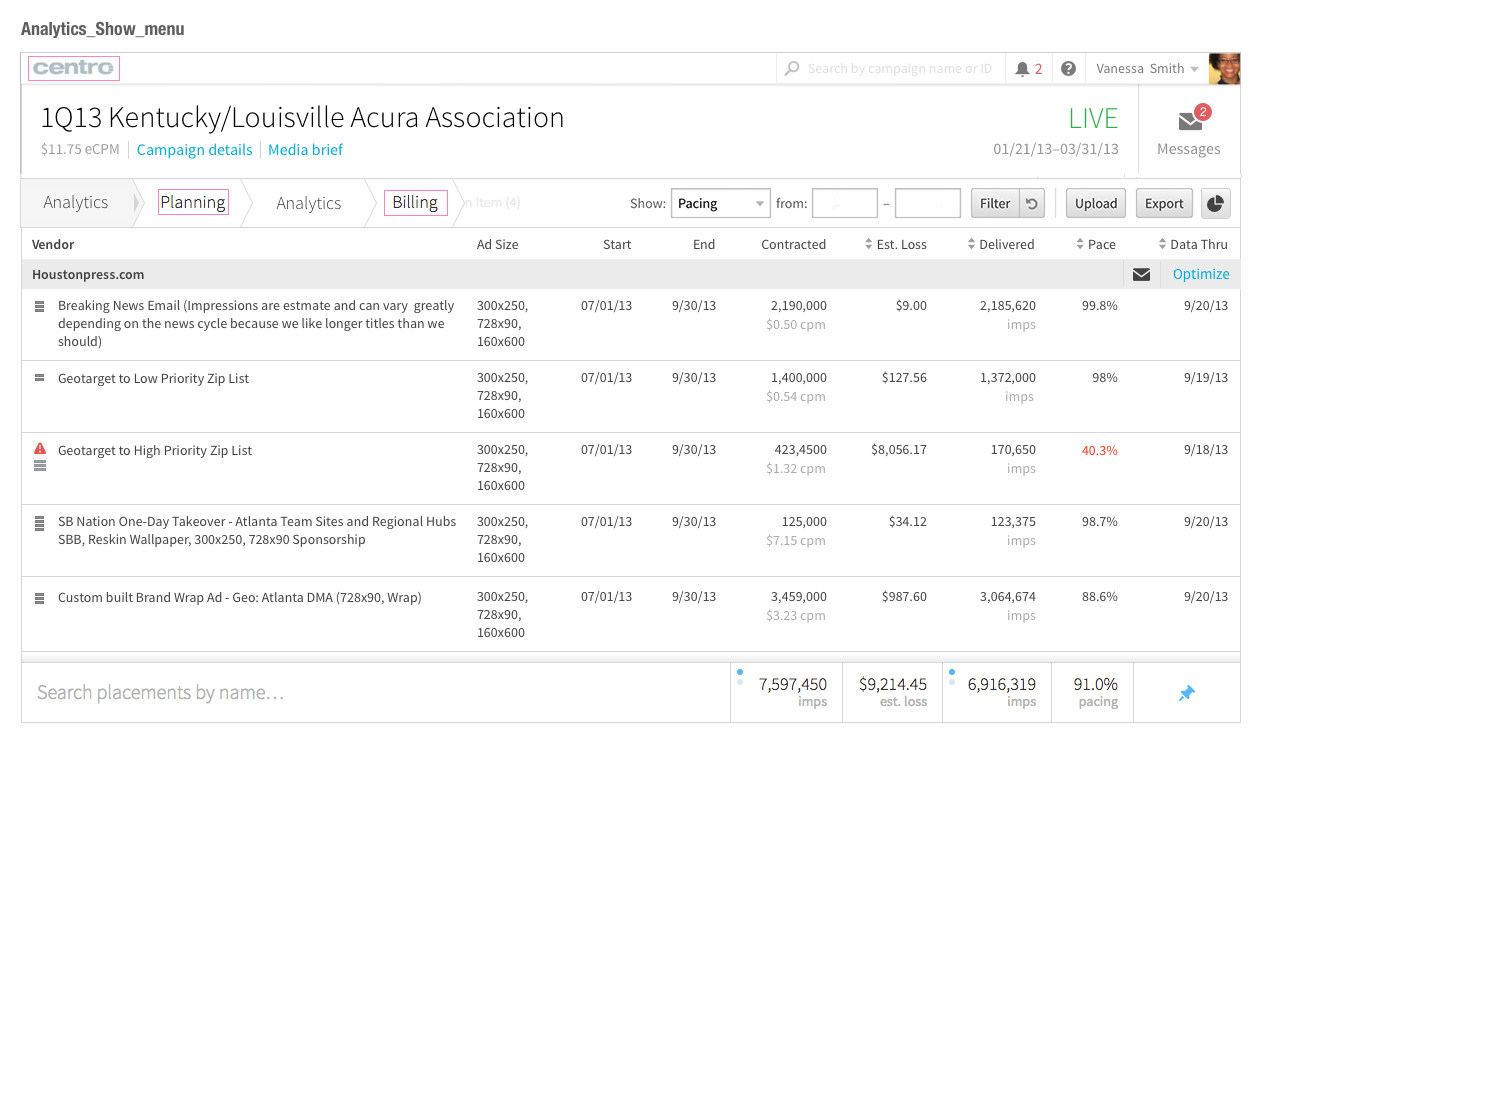 Analytics_Show_menu
centro
Search by campaign name or ID
2
Vanessa Smith
1Q13 Kentucky/Louisville Acura Association
LIVE
2
$11.75 eCPM
Campaign details
Media brief
01/21/13–03/31/13
Messages
Analytics
Planning
Analytics
Billing
n Item (4)
Show:
Pacing
from:
–
Filter
Upload
Export
Vendor Ad Size Start End Contracted Est. Loss Delivered Pace Data Thru
Houstonpress.com Optimize
Breaking News Email (Impressions are estmate and can vary greatly 300x250, 07/01/13 9/30/13 2,190,000 $9.00 2,185,620 99.8% 9/20/13
depending on the news cycle because we like longer titles than we 728x90, $0.50 cpm imps
should) 160x600
Geotarget to Low Priority Zip List 300x250, 07/01/13 9/30/13 1,400,000 $127.56 1,372,000 98% 9/19/13
728x90, $0.54 cpm imps
160x600
Geotarget to High Priority Zip List 300x250, 07/01/13 9/30/13 423,4500 $8,056.17 170,650 40.3% 9/18/13
728x90, $1.32 cpm imps
160x600
SB Nation One-Day Takeover - Atlanta Team Sites and Regional Hubs 300x250, 07/01/13 9/30/13 125,000 $34.12 123,375 98.7% 9/20/13
SBB, Reskin Wallpaper, 300x250, 728x90 Sponsorship 728x90, $7.15 cpm imps
160x600
Custom built Brand Wrap Ad - Geo: Atlanta DMA (728x90, Wrap) 300x250, 07/01/13 9/30/13 3,459,000 $987.60 3,064,674 88.6% 9/20/13
728x90, $3.23 cpm imps
160x600
Search placements by name… 7,597,450 $9,214.45 6,916,319 91.0%
imps est. loss imps pacing